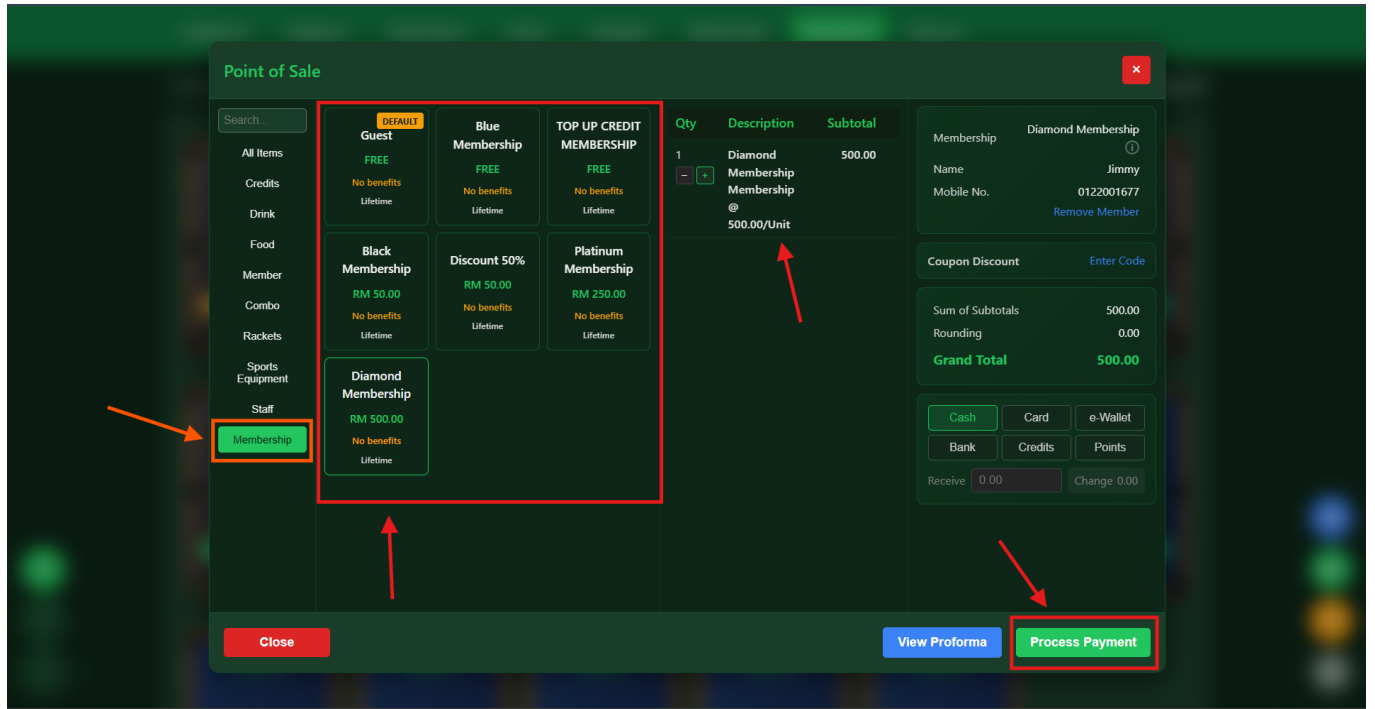 Point of Sale
×
Search...
All Items
Credits
Drink
Food
Member
Combo
Rackets
Sports
Equipment
Staff
Membership
DEFAULT
Guest
FREE
No benefits
Lifetime
Blue
Membership
FREE
No benefits
Lifetime
TOP UP CREDIT
MEMBERSHIP
FREE
No benefits
Lifetime
Black
Membership
RM 50.00
No benefits
Lifetime
Discount 50%
RM 50.00
No benefits
Lifetime
Platinum
Membership
RM 250.00
No benefits
Lifetime
Diamond
Membership
RM 500.00
No benefits
Lifetime
Qty Description Subtotal
1 Diamond 500.00
- + Membership
Membership
@
500.00/Unit
Membership Diamond Membership
Name Jimmy
Mobile No. 0122001677
Remove Member
Coupon Discount Enter Code
Sum of Subtotals 500.00
Rounding 0.00
Grand Total 500.00
Cash Card e-Wallet
Bank Credits Points
Receive 0.00 Change 0.00
Close
View Proforma
Process Payment